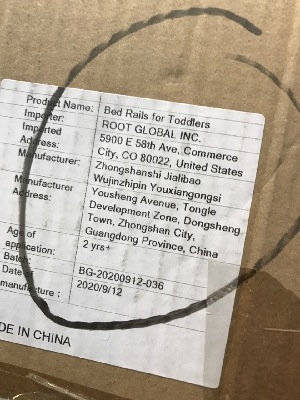 Product Name: Bed Rails for Toddlers
Importer: ROOT GLOBAL INC.
Imported 5900 E 58th Ave, Commerce
Address: City, CO 80022, United States
Manufacturer: Zhongshanshi Jialibao
Wujinzhipin Youxiangongsi
Manufacturer Yousheng Avenue, Tongle
Address: Development Zone, Dongsheng
Town, Zhongshan City,
Guangdong Province, China
Age of
application: 2 yrs+
Batch: BG-20200912-036
Date of 2020/9/12
manufacture :
DE IN CHINA